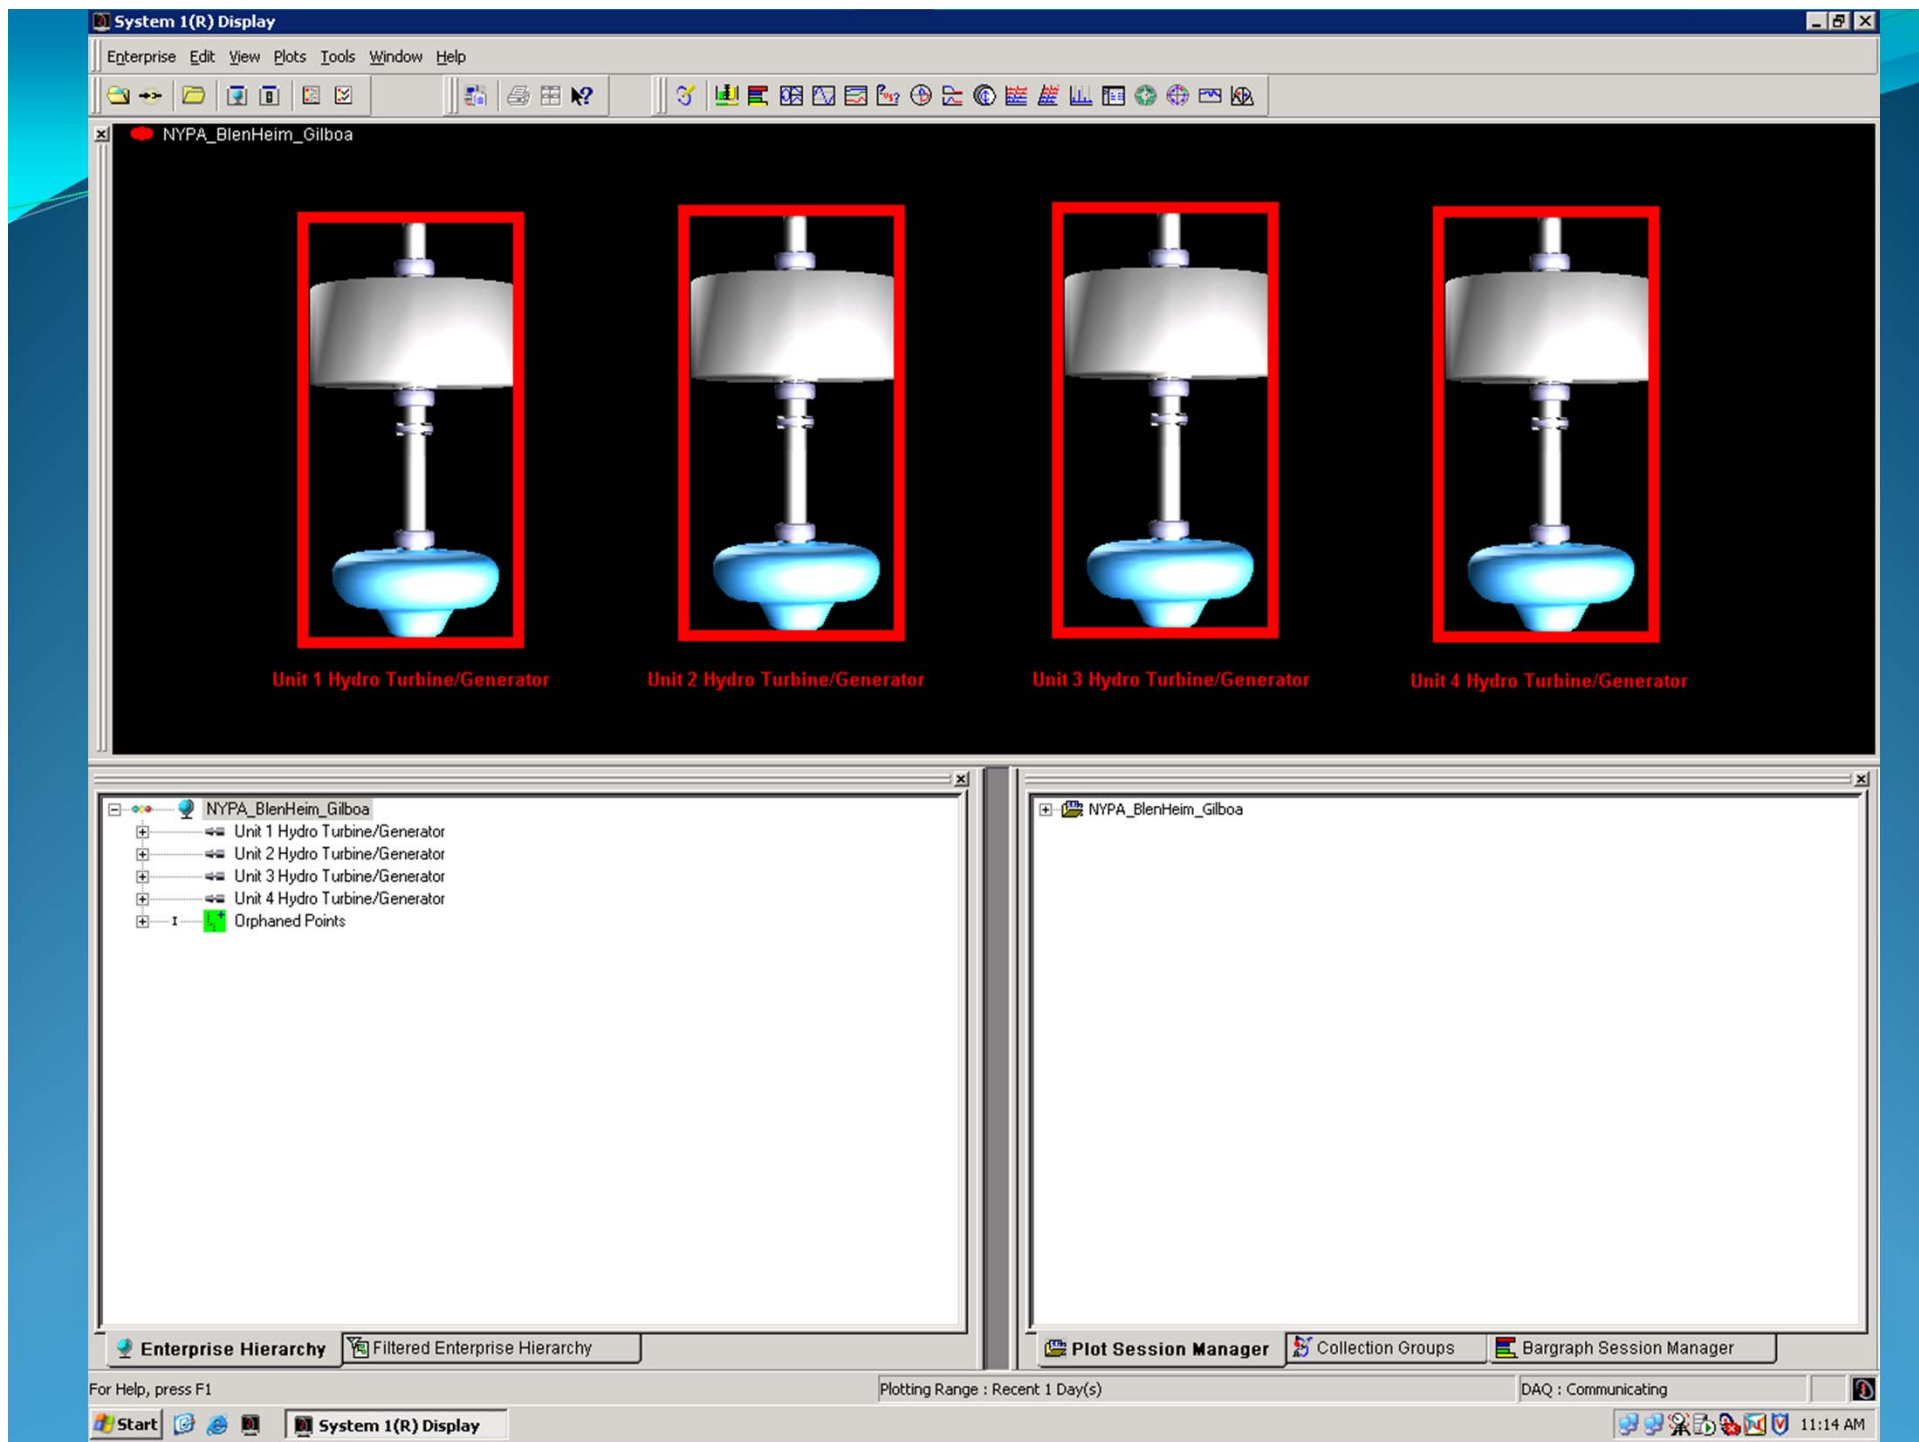 System 1(R) Display
Enterprise Edit View Plots Tools Window Help
NYPA_BlenHeim_Gilboa
Unit 1 Hydro Turbine/Generator
Unit 2 Hydro Turbine/Generator
Unit 3 Hydro Turbine/Generator
Unit 4 Hydro Turbine/Generator
NYPA_BlenHeim_Gilboa
Unit 1 Hydro Turbine/Generator
Unit 2 Hydro Turbine/Generator
Unit 3 Hydro Turbine/Generator
Unit 4 Hydro Turbine/Generator
Orphaned Points
NYPA_BlenHeim_Gilboa
Enterprise Hierarchy
Filtered Enterprise Hierarchy
Plot Session Manager
Collection Groups
Bargraph Session Manager
For Help, press F1
Plotting Range : Recent 1 Day(s)
DAQ : Communicating
Start
System 1(R) Display
11:14 AM